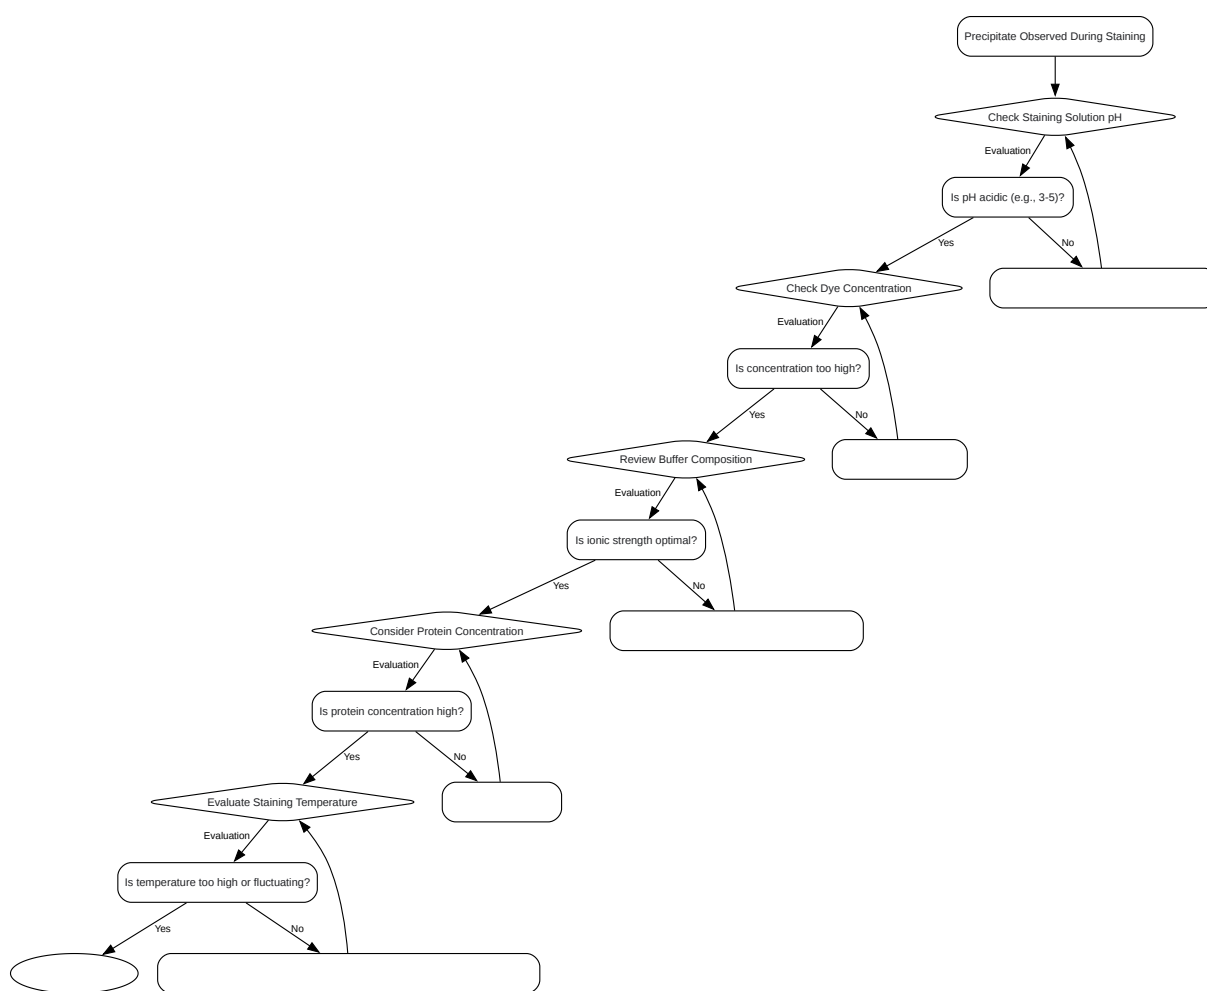 Precipitate Observed During Staining
Check Staining Solution pH
Evaluation
Is pH acidic (e.g., 3-5)?
Yes
No
Check Dye Concentration
Evaluation
Is concentration too high?
Yes
No
Review Buffer Composition
Evaluation
Is ionic strength optimal?
Yes
No
Consider Protein Concentration
Evaluation
Is protein concentration high?
Yes
No
Evaluate Staining Temperature
Evaluation
Is temperature too high or fluctuating?
Yes
No